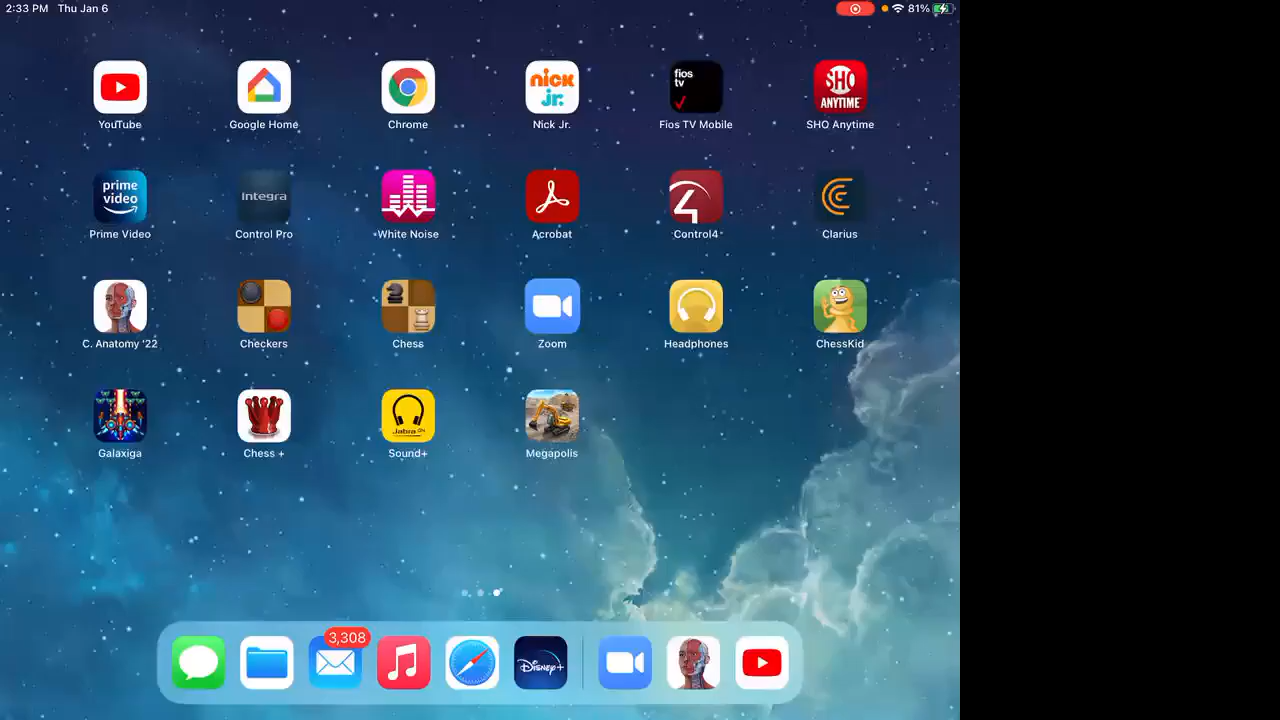 2:33 PM Thu Jan 6 81%
nick jr.
fios tv
SHO ANYTIME
YouTube Google Home Chrome Nick Jr. Fios TV Mobile SHO Anytime
prime video
Integra
Prime Video Control Pro White Noise Acrobat Control4 Clarius
C. Anatomy '22 Checkers Chess Zoom Headphones ChessKid
Jabra GN
Galaxiga Chess + Sound+ Megapolis
3,308
Disney+